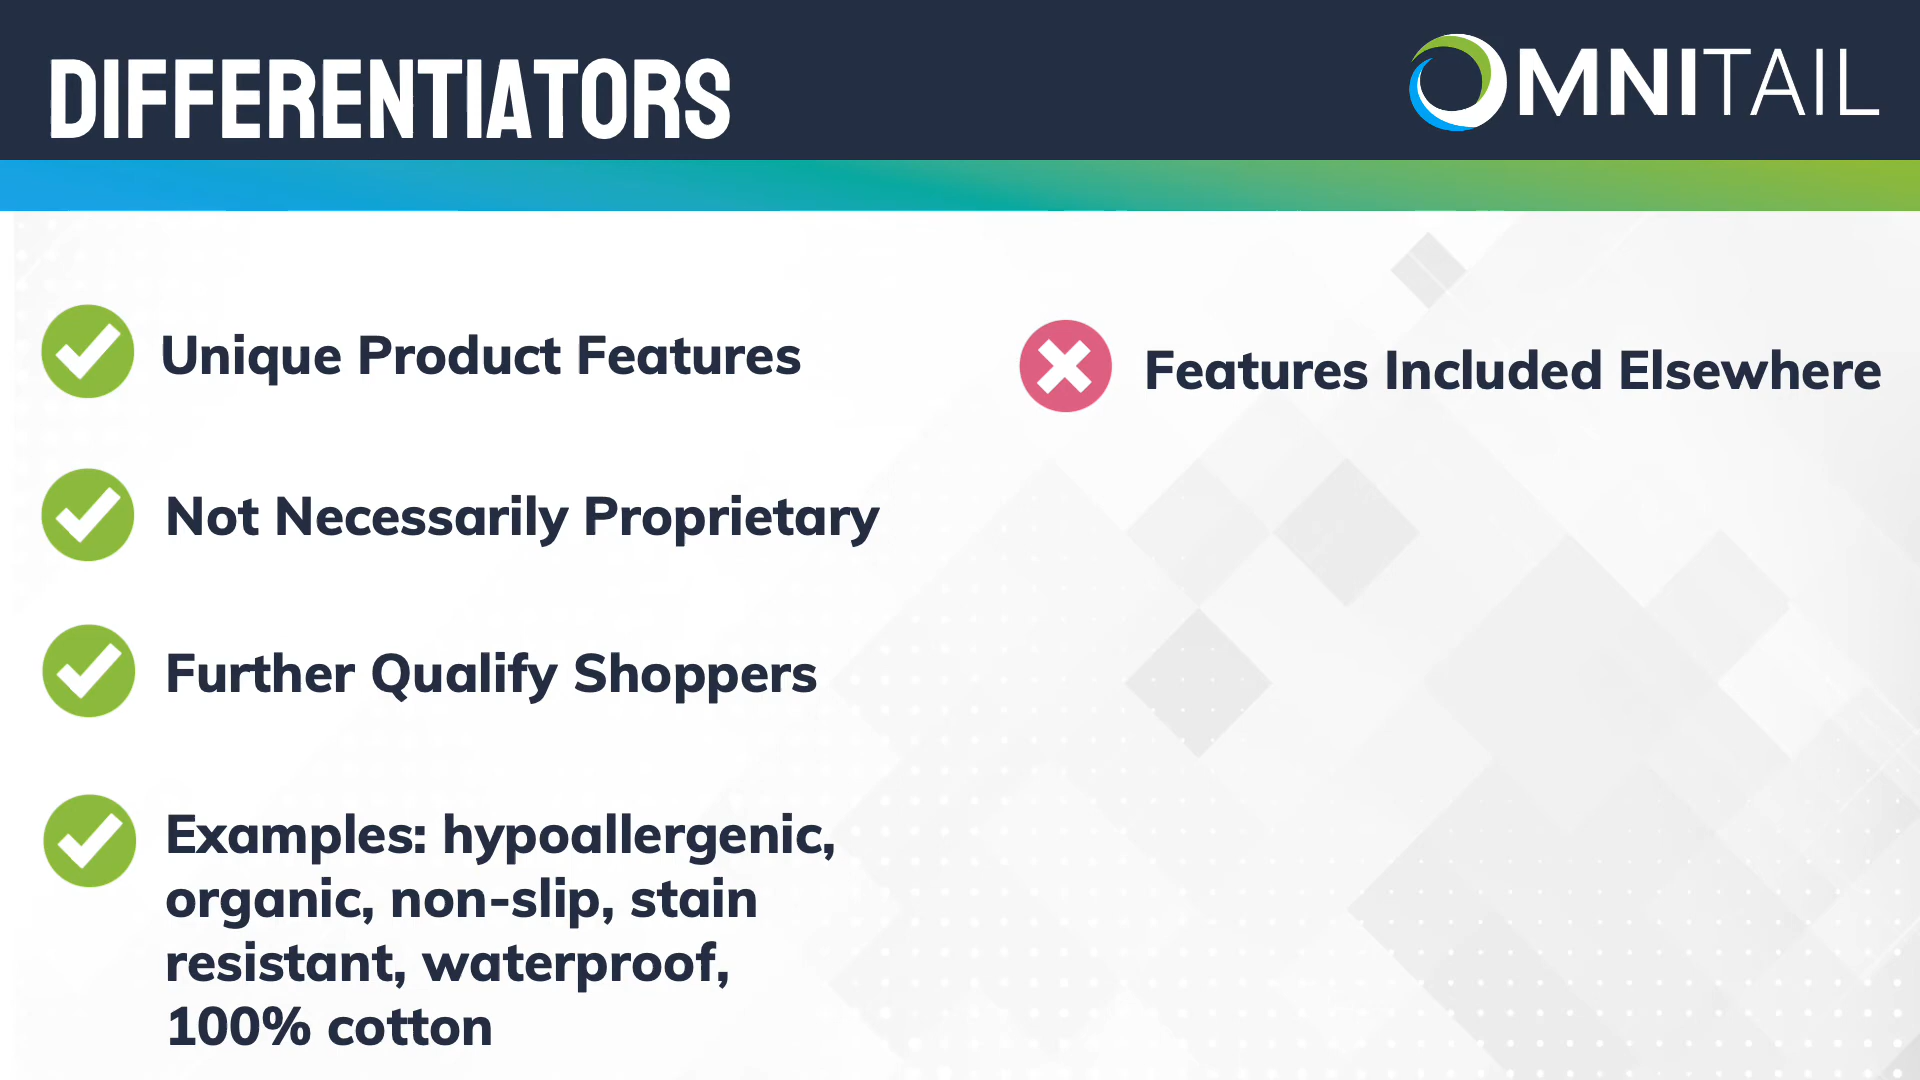 DIFFERENTIATORS
OMNITAIL
Unique Product Features
Not Necessarily Proprietary
Further Qualify Shoppers
Examples: hypoallergenic,
organic, non-slip, stain
resistant, waterproof,
100% cotton
Features Included Elsewhere